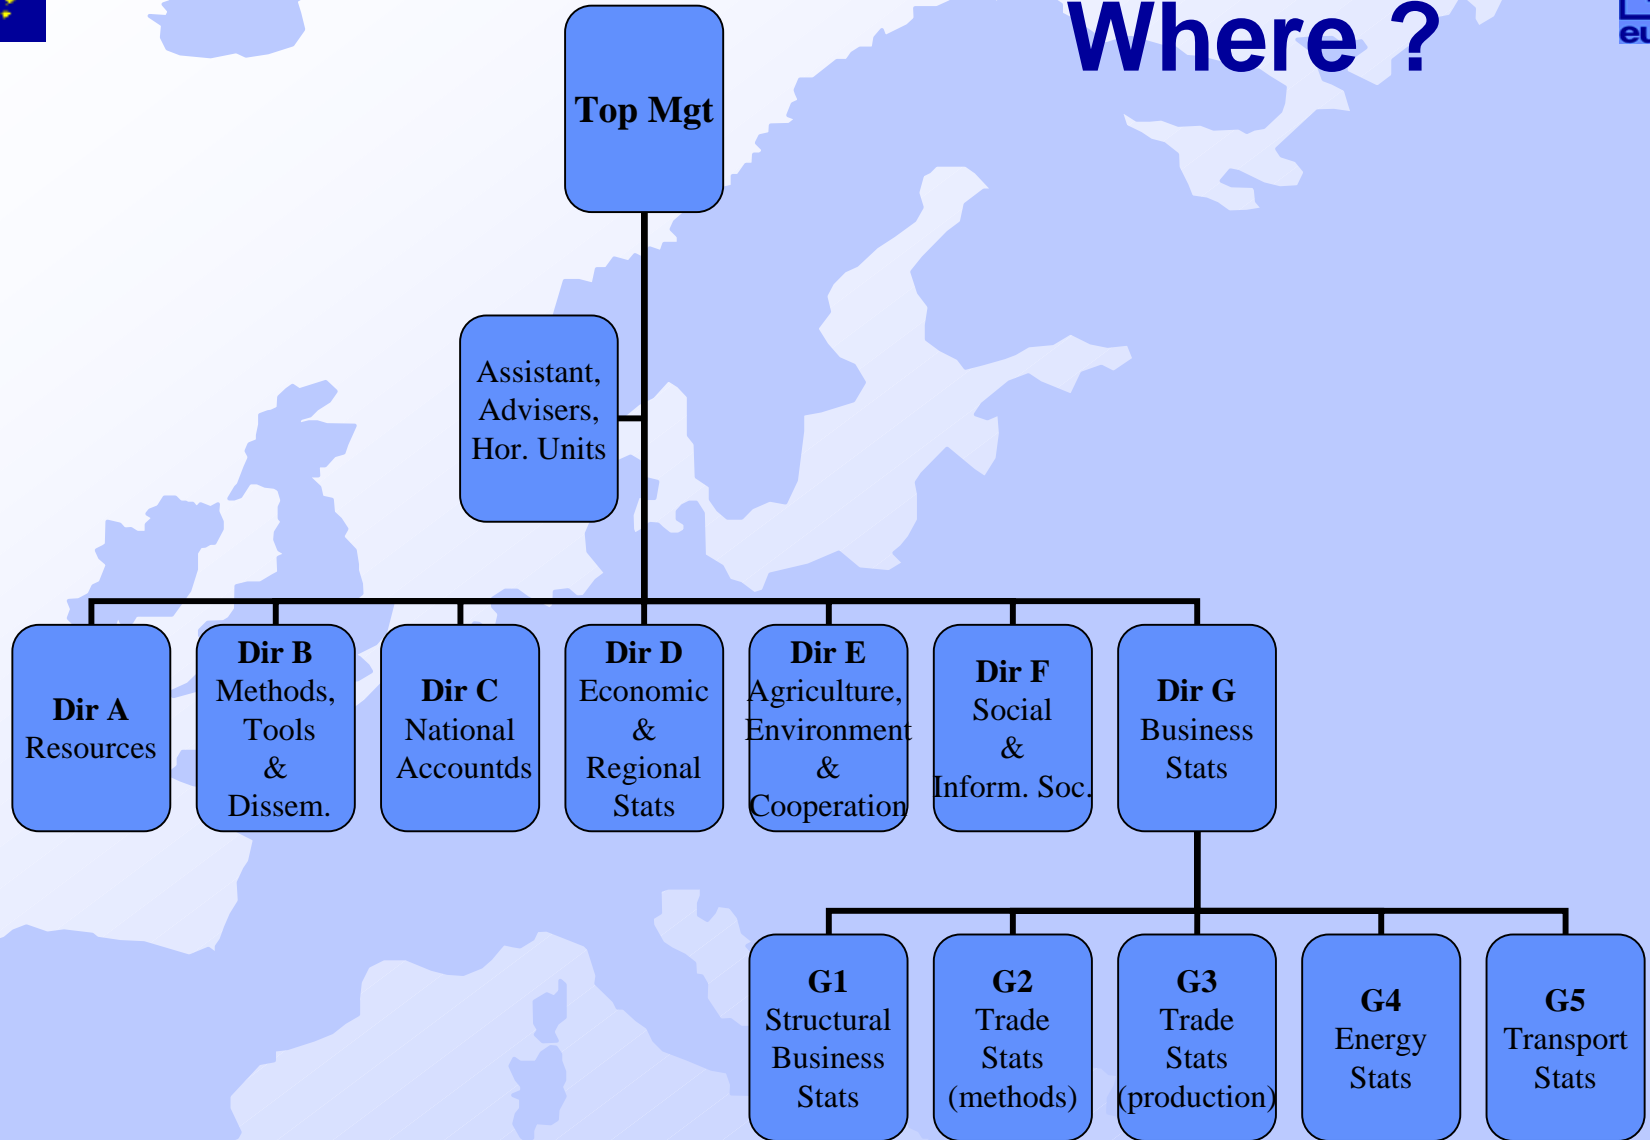 Where ?
eu
Top Mgt
Assistant,
Advisers,
Hor. Units
Dir A
Resources
Dir B
Methods,
Tools
&
Dissem.
Dir C
National
Accountds
Dir D
Economic
&
Regional
Stats
Dir E
Agriculture,
Environment
&
Cooperation
Dir F
Social
&
Inform. Soc.
Dir G
Business
Stats
G1
Structural
Business
Stats
G2
Trade
Stats
(methods)
G3
Trade
Stats
(production)
G4
Energy
Stats
G5
Transport
Stats